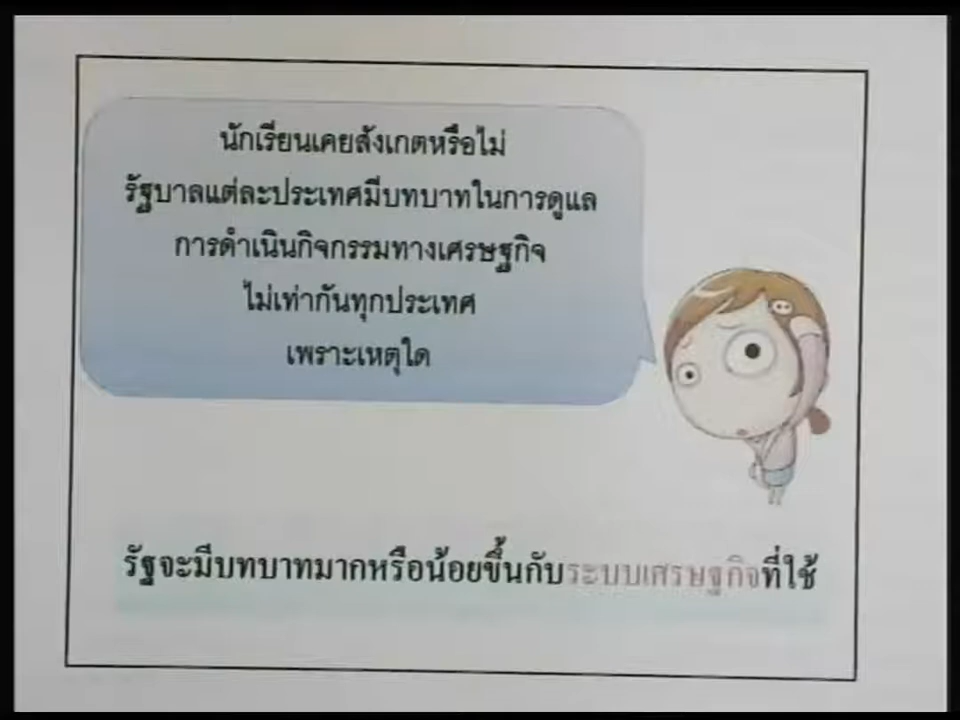 นักเรียนเคยสังเกตหรือไม่
รัฐบาลแต่ละประเทศมีบทบาทในการดูแล
การดำเนินกิจกรรมทางเศรษฐกิจ
ไม่เท่ากันทุกประเทศ
เพราะเหตุใด
รัฐจะมีบทบาทมากหรือน้อยขึ้นกับระบบเศรษฐกิจที่ใช้